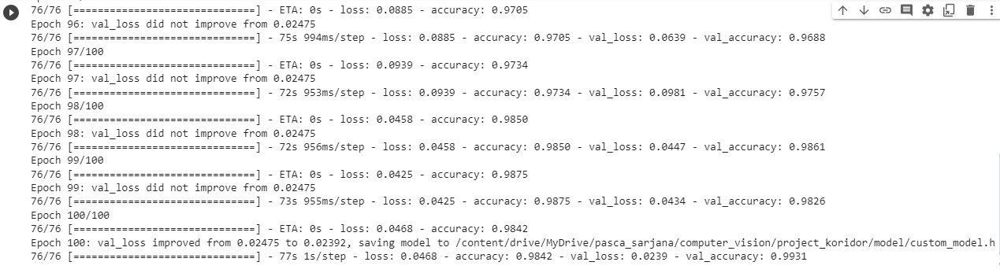 76/76 [==============================] - ETA: 0s - loss: 0.0885 - accuracy: 0.9705
Epoch 96: val_loss did not improve from 0.02475
76/76 [==============================] - 75s 994ms/step - loss: 0.0885 - accuracy: 0.9705 - val_loss: 0.0639 - val_accuracy: 0.9688
Epoch 97/100
76/76 [==============================] - ETA: 0s - loss: 0.0939 - accuracy: 0.9734
Epoch 97: val_loss did not improve from 0.02475
76/76 [==============================] - 72s 953ms/step - loss: 0.0939 - accuracy: 0.9734 - val_loss: 0.0981 - val_accuracy: 0.9757
Epoch 98/100
76/76 [==============================] - ETA: 0s - loss: 0.0458 - accuracy: 0.9850
Epoch 98: val_loss did not improve from 0.02475
76/76 [==============================] - 72s 956ms/step - loss: 0.0458 - accuracy: 0.9850 - val_loss: 0.0447 - val_accuracy: 0.9861
Epoch 99/100
76/76 [==============================] - ETA: 0s - loss: 0.0425 - accuracy: 0.9875
Epoch 99: val_loss did not improve from 0.02475
76/76 [==============================] - 73s 955ms/step - loss: 0.0425 - accuracy: 0.9875 - val_loss: 0.0434 - val_accuracy: 0.9826
Epoch 100/100
76/76 [==============================] - ETA: 0s - loss: 0.0468 - accuracy: 0.9842
Epoch 100: val_loss improved from 0.02475 to 0.02392, saving model to /content/drive/MyDrive/pasca_sarjana/computer_vision/project_koridor/model/custom_model.h
76/76 [==============================] - 77s 1s/step - loss: 0.0468 - accuracy: 0.9842 - val_loss: 0.0239 - val_accuracy: 0.9931